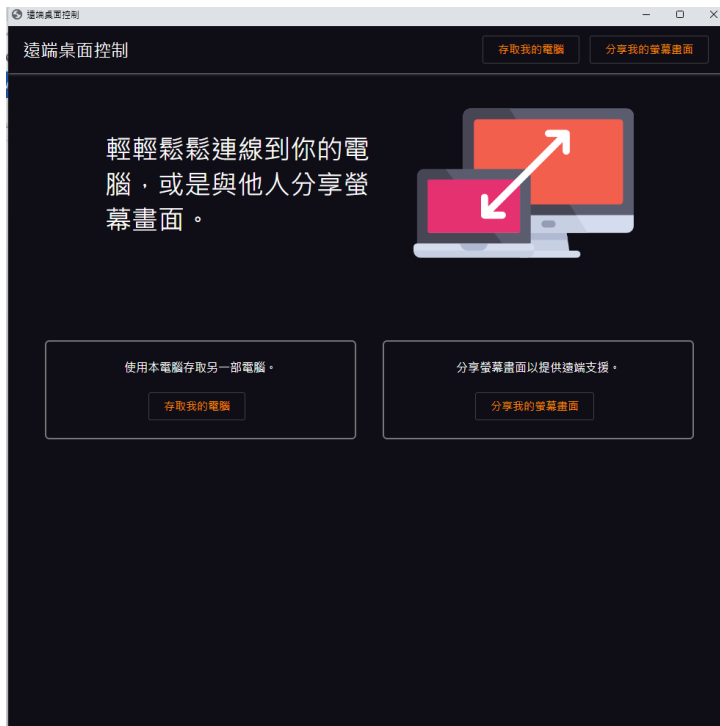 遠端桌面控制
遠端桌面控制
存取我的電腦
分享我的螢幕畫面
輕輕鬆鬆連線到你的電
腦，或是與他人分享螢
幕畫面。
使用本電腦存取另一部電腦。
存取我的電腦
分享螢幕畫面以提供遠端支援。
分享我的螢幕畫面